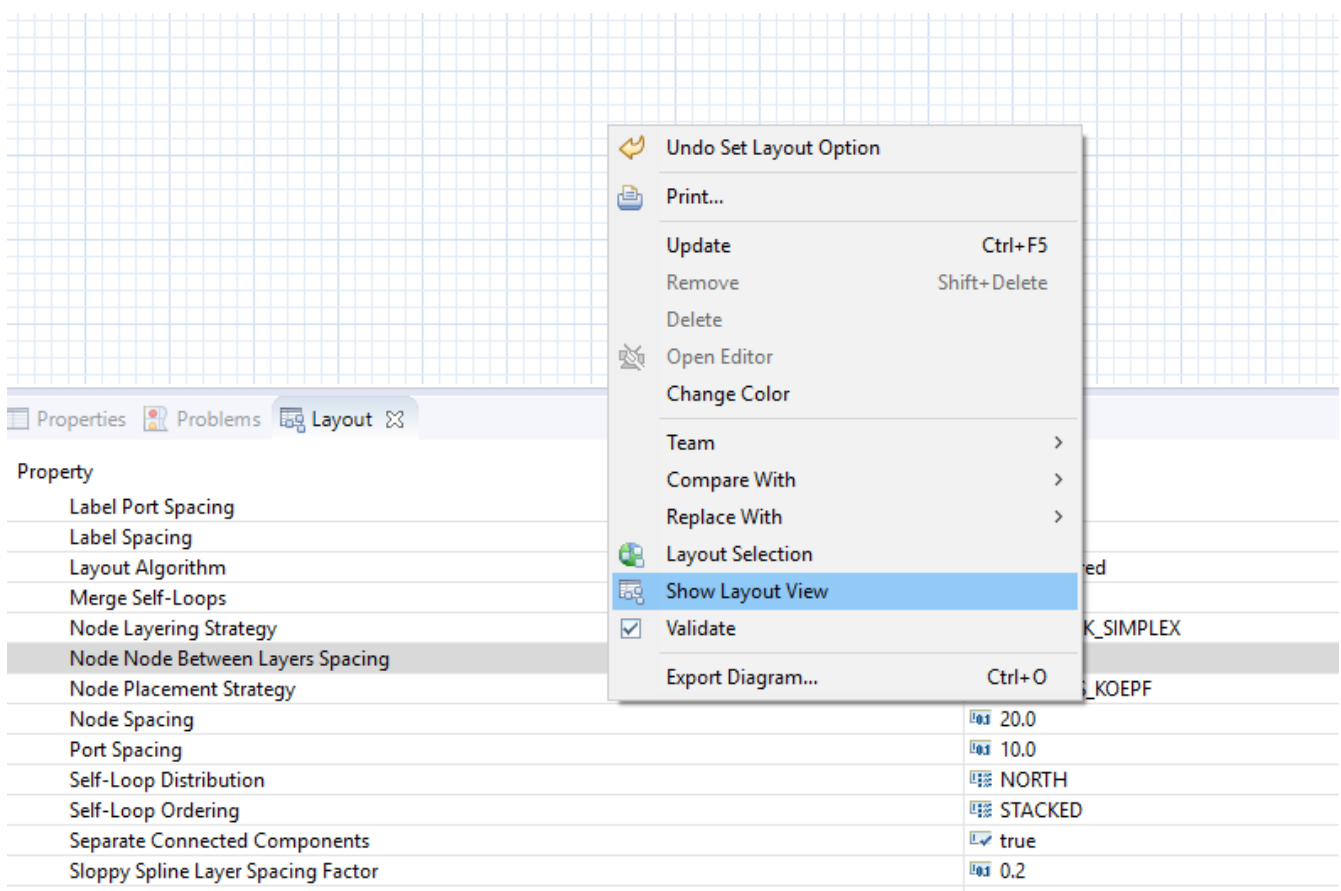 Undo Set Layout Option
Print...
Update Ctrl+F5
Remove Shift+Delete
Delete
Open Editor
Change Color
Team
Compare With
Replace With
Layout Selection
Show Layout View
Validate
Export Diagram... Ctrl+O
Properties Problems Layout
Property
Label Port Spacing
Label Spacing
Layout Algorithm red
Merge Self-Loops
Node Layering Strategy K_SIMPLEX
Node Node Between Layers Spacing
Node Placement Strategy _KOEPF
Node Spacing 20.0
Port Spacing 10.0
Self-Loop Distribution NORTH
Self-Loop Ordering STACKED
Separate Connected Components true
Sloppy Spline Layer Spacing Factor 0.2